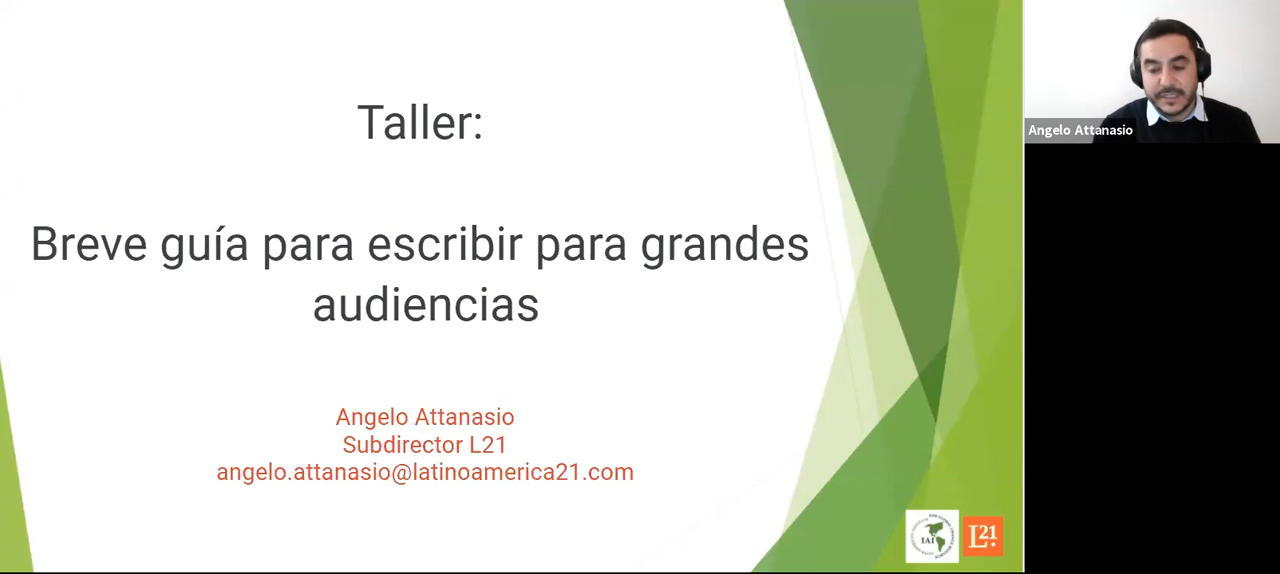 Taller:
Breve guía para escribir para grandes
audiencias
Angelo Attanasio
Subdirector L21
angelo.attanasio@latinoamerica21.com
Angelo Attanasio
IAI
L21.